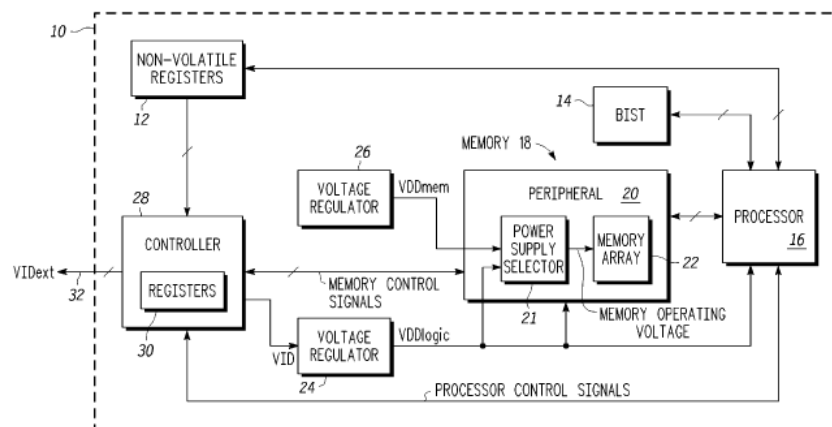 10
NON-VOLATILE
REGISTERS
12
14
BIST
MEMORY 18
26
VOLTAGE
REGULATOR
VDDmem
PERIPHERAL 20
POWER
SUPPLY
SELECTOR
21
MEMORY
ARRAY
22
PROCESSOR
16
28
CONTROLLER
VIDext
32
REGISTERS
30
MEMORY CONTROL
SIGNALS
MEMORY OPERATING
VOLTAGE
VID
VOLTAGE
REGULATOR
24
VDDlogic
PROCESSOR CONTROL SIGNALS